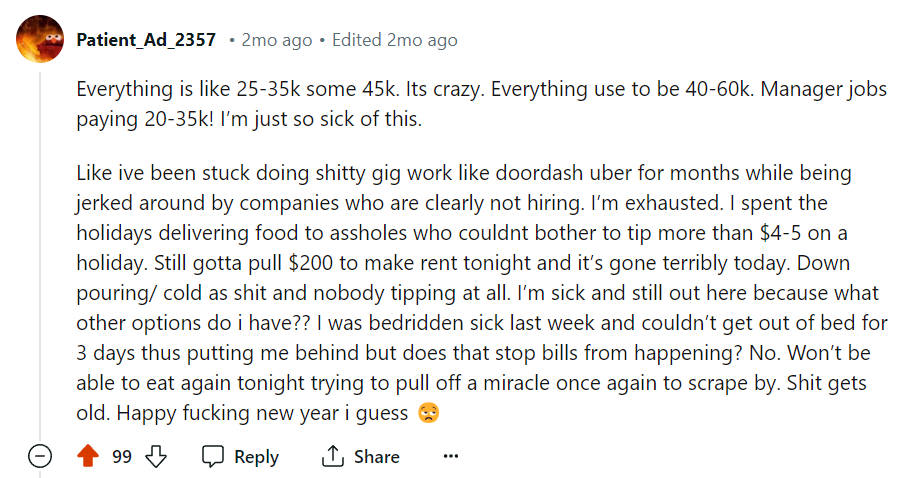 Patient_Ad_2357 • 2mo ago • Edited 2mo ago
Everything is like 25-35k some 45k. Its crazy. Everything use to be 40-60k. Manager jobs
paying 20-35k! I'm just so sick of this.
Like ive been stuck doing shitty gig work like doordash uber for months while being
jerked around by companies who are clearly not hiring. I'm exhausted. I spent the
holidays delivering food to assholes who couldnt bother to tip more than $4-5 on a
holiday. Still gotta pull $200 to make rent tonight and it's gone terribly today. Down
pouring/ cold as shit and nobody tipping at all. I'm sick and still out here because what
other options do i have?? I was bedridden sick last week and couldn't get out of bed for
3 days thus putting me behind but does that stop bills from happening? No. Won't be
able to eat again tonight trying to pull off a miracle once again to scrape by. Shit gets
old. Happy fucking new year i guess 😟
99 Reply Share ...